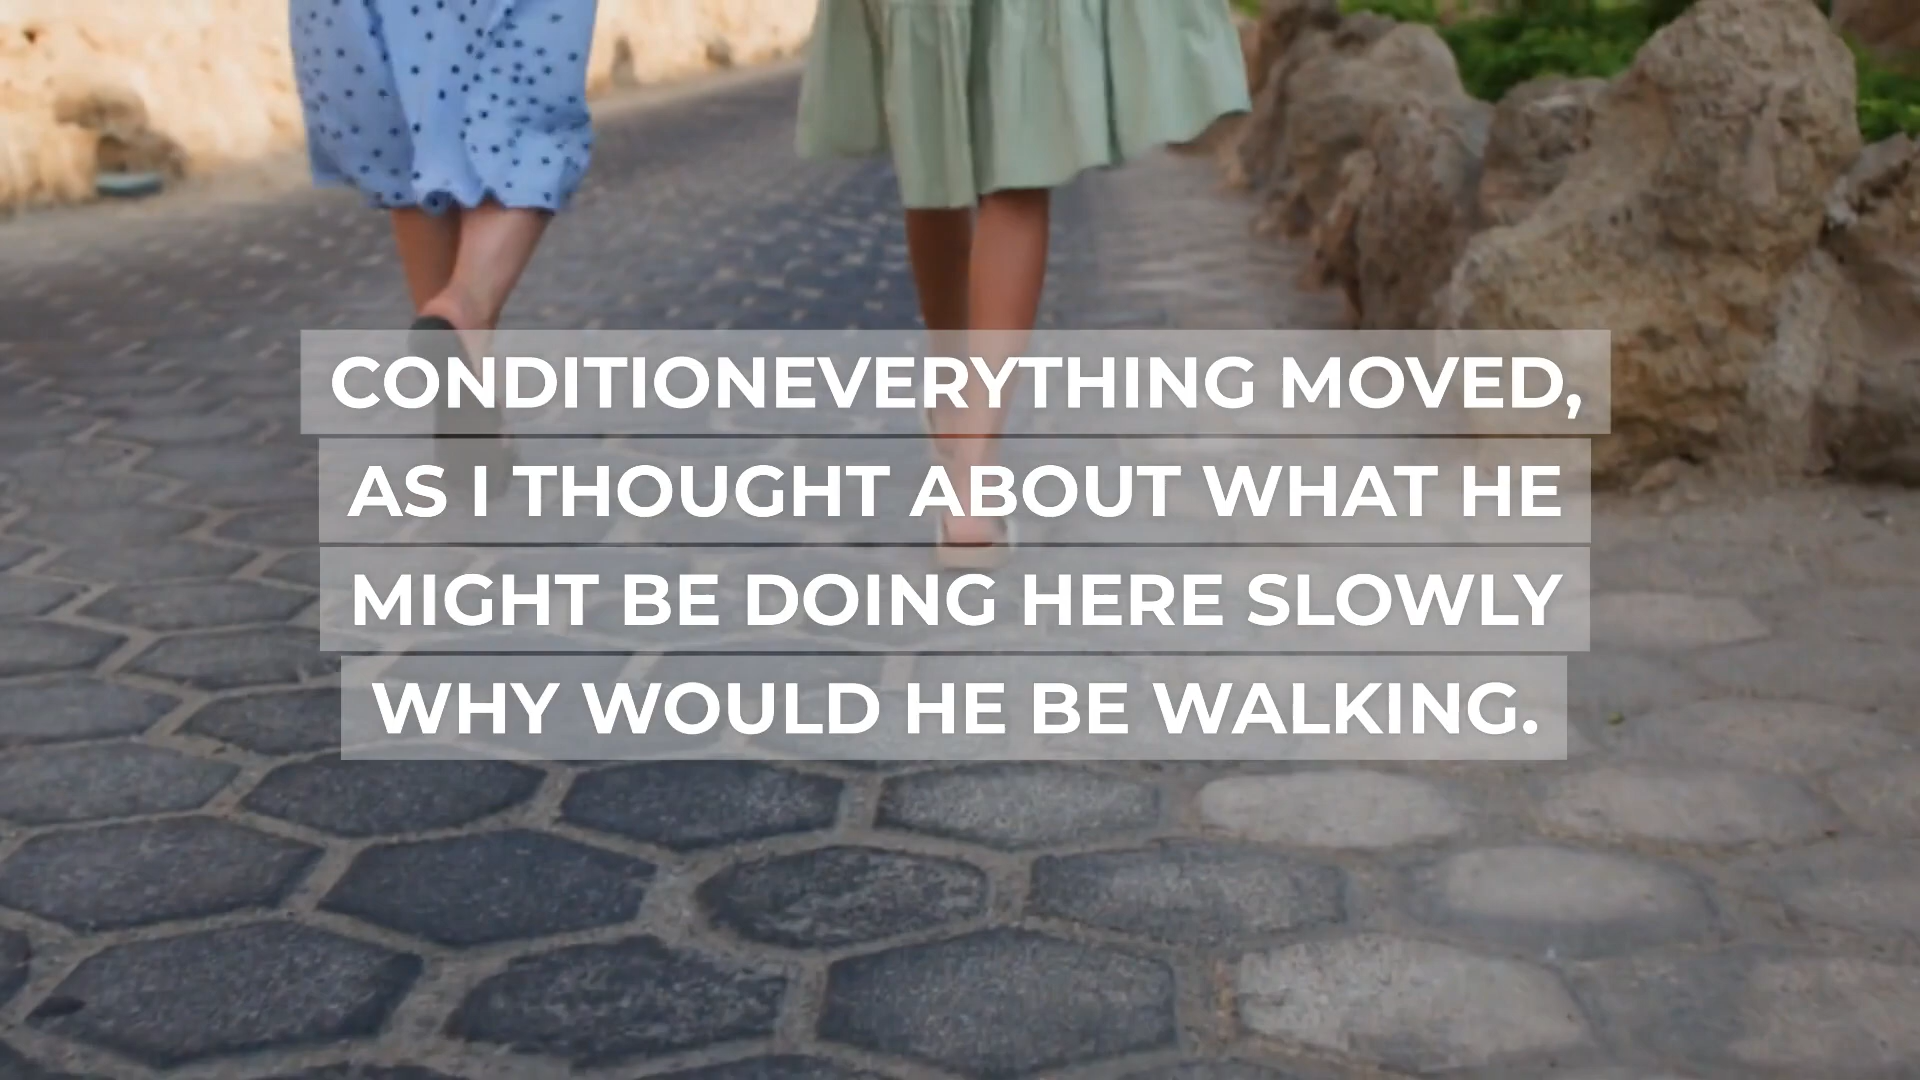 CONDITIONEVERYTHING MOVED,
AS I THOUGHT ABOUT WHAT HE
MIGHT BE DOING HERE SLOWLY
WHY WOULD HE BE WALKING.